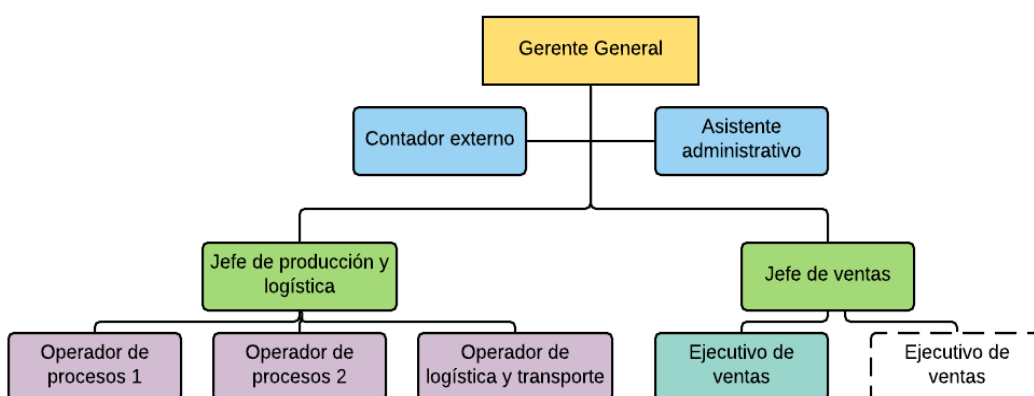 Gerente General
Contador externo
Asistente
administrativo
Jefe de producción y
logística
Jefe de ventas
Operador de
procesos 1
Operador de
procesos 2
Operador de
logística y transporte
Ejecutivo de
ventas
Ejecutivo de
ventas